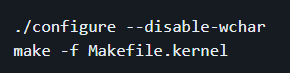 ./configure --disable-wchar
make -f Makefile.kernel